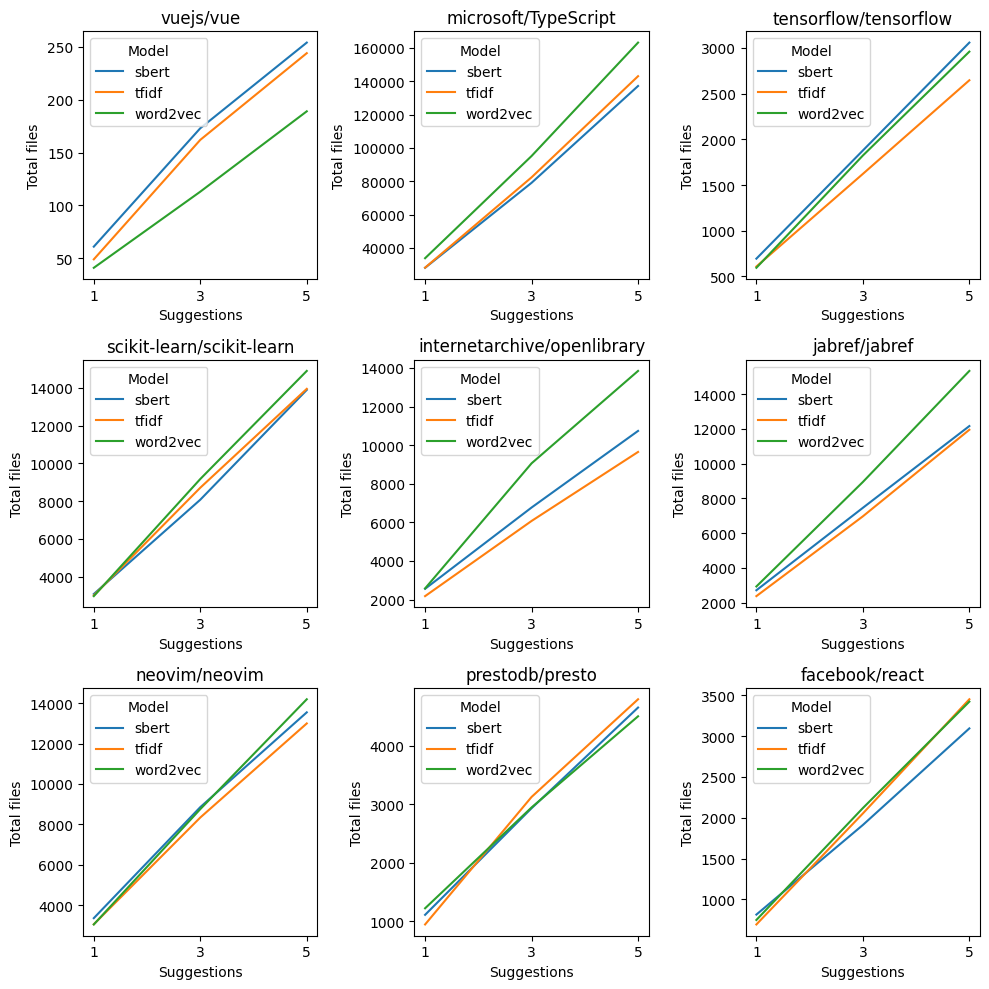 vuejs/vue
Model
sbert
tfidf
word2vec
250
200
150
100
50
Total files
1 3 5
Suggestions
microsoft/TypeScript
Model
sbert
tfidf
word2vec
160000
140000
120000
100000
80000
60000
40000
Total files
1 3 5
Suggestions
tensorflow/tensorflow
Model
sbert
tfidf
word2vec
3000
2500
2000
1500
1000
500
Total files
1 3 5
Suggestions
scikit-learn/scikit-learn
Model
sbert
tfidf
word2vec
14000
12000
10000
8000
6000
4000
Total files
1 3 5
Suggestions
internetarchive/openlibrary
Model
sbert
tfidf
word2vec
14000
12000
10000
8000
6000
4000
2000
Total files
1 3 5
Suggestions
jabref/jabref
Model
sbert
tfidf
word2vec
14000
12000
10000
8000
6000
4000
2000
Total files
1 3 5
Suggestions
neovim/neovim
Model
sbert
tfidf
word2vec
14000
12000
10000
8000
6000
4000
Total files
1 3 5
Suggestions
prestodb/presto
Model
sbert
tfidf
word2vec
4000
3000
2000
1000
Total files
1 3 5
Suggestions
facebook/react
Model
sbert
tfidf
word2vec
3500
3000
2500
2000
1500
1000
Total files
1 3 5
Suggestions